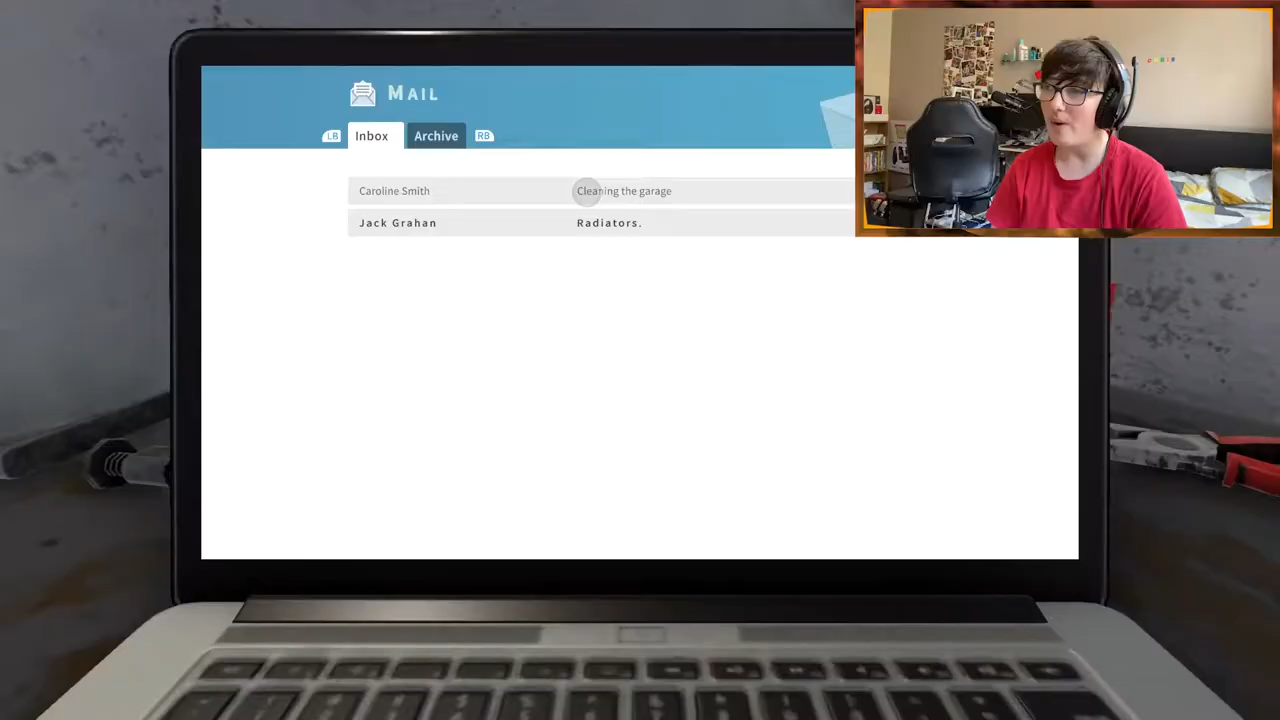 MAIL
LB Inbox Archive RB
Caroline Smith Cleaning the garage
Jack Grahan Radiators.